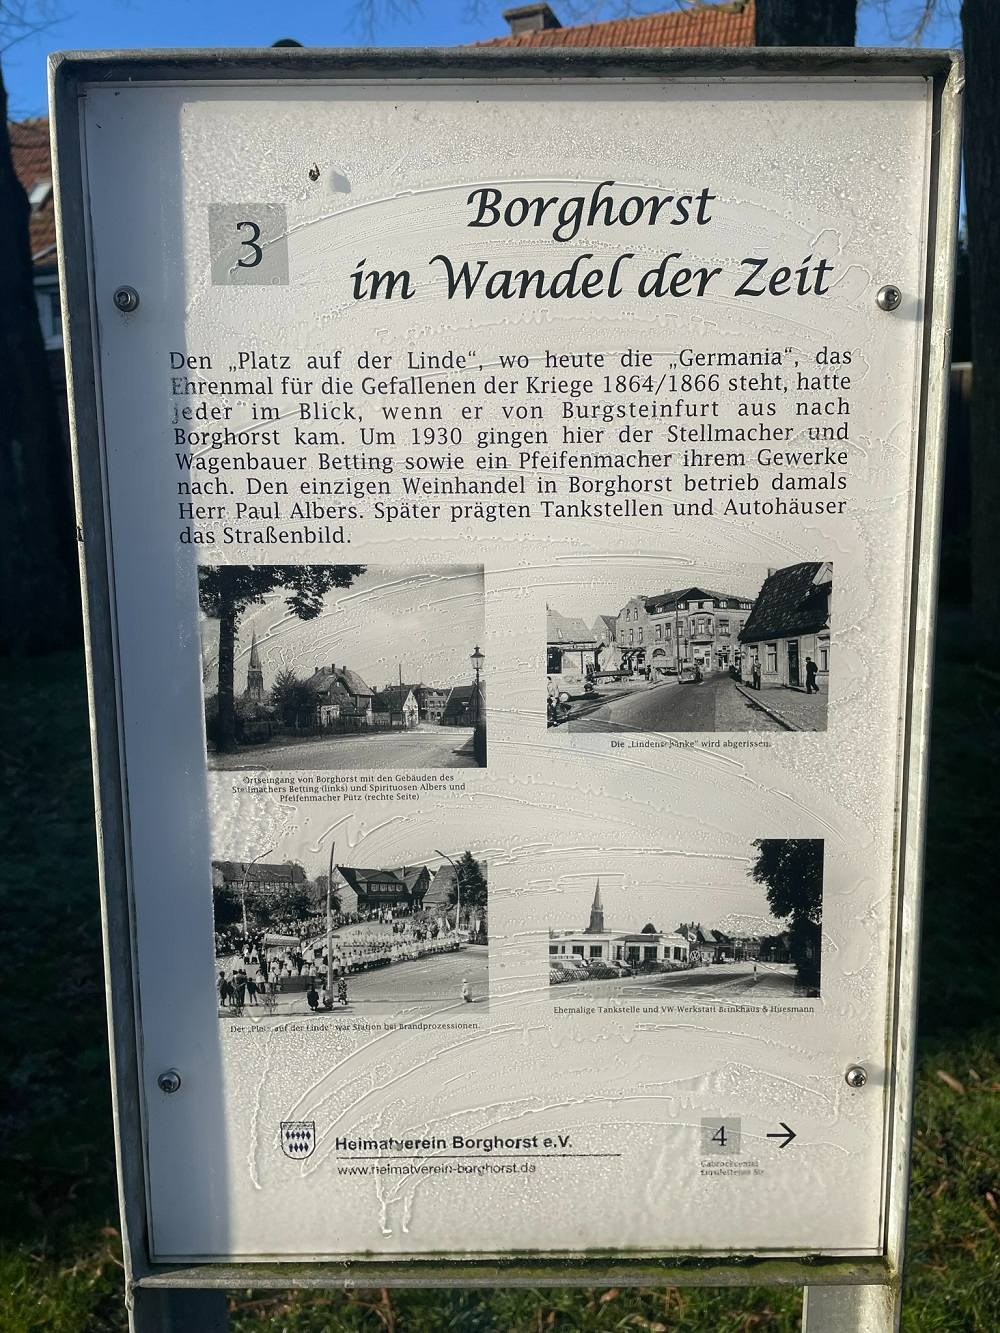 3
Borghorst
im Wandel der Zeit
Den „Platz auf der Linde“, wo heute die „Germania“, das
Ehrenmal für die Gefallenen der Kriege 1864/1866 steht, hatte
jeder im Blick, wenn er von Burgsteinfurt aus nach
Borghorst kam. Um 1930 gingen hier der Stellmacher und
Wagenbauer Betting sowie ein Pfeifenmacher ihrem Gewerke
nach. Den einzigen Weinhandel in Borghorst betrieb damals
Herr Paul Albers. Später prägten Tankstellen und Autohäuser
das Straßenbild.
Die „Lindenschänke“ wird abgerissen.
Ortseingang von Borghorst mit den Gebäuden des
Stellmachers Betting (links) und Spirituosen Albers und
Pfeifenmacher Pütz (rechte Seite)
Ehemalige Tankstelle und VW-Werkstatt Brinkhaus & Huesmann
Der „Platz auf der Linde“ war Station bei Brandprozessionen.
Heimatverein Borghorst e.V.
www.heimatverein-borghorst.de
4 →